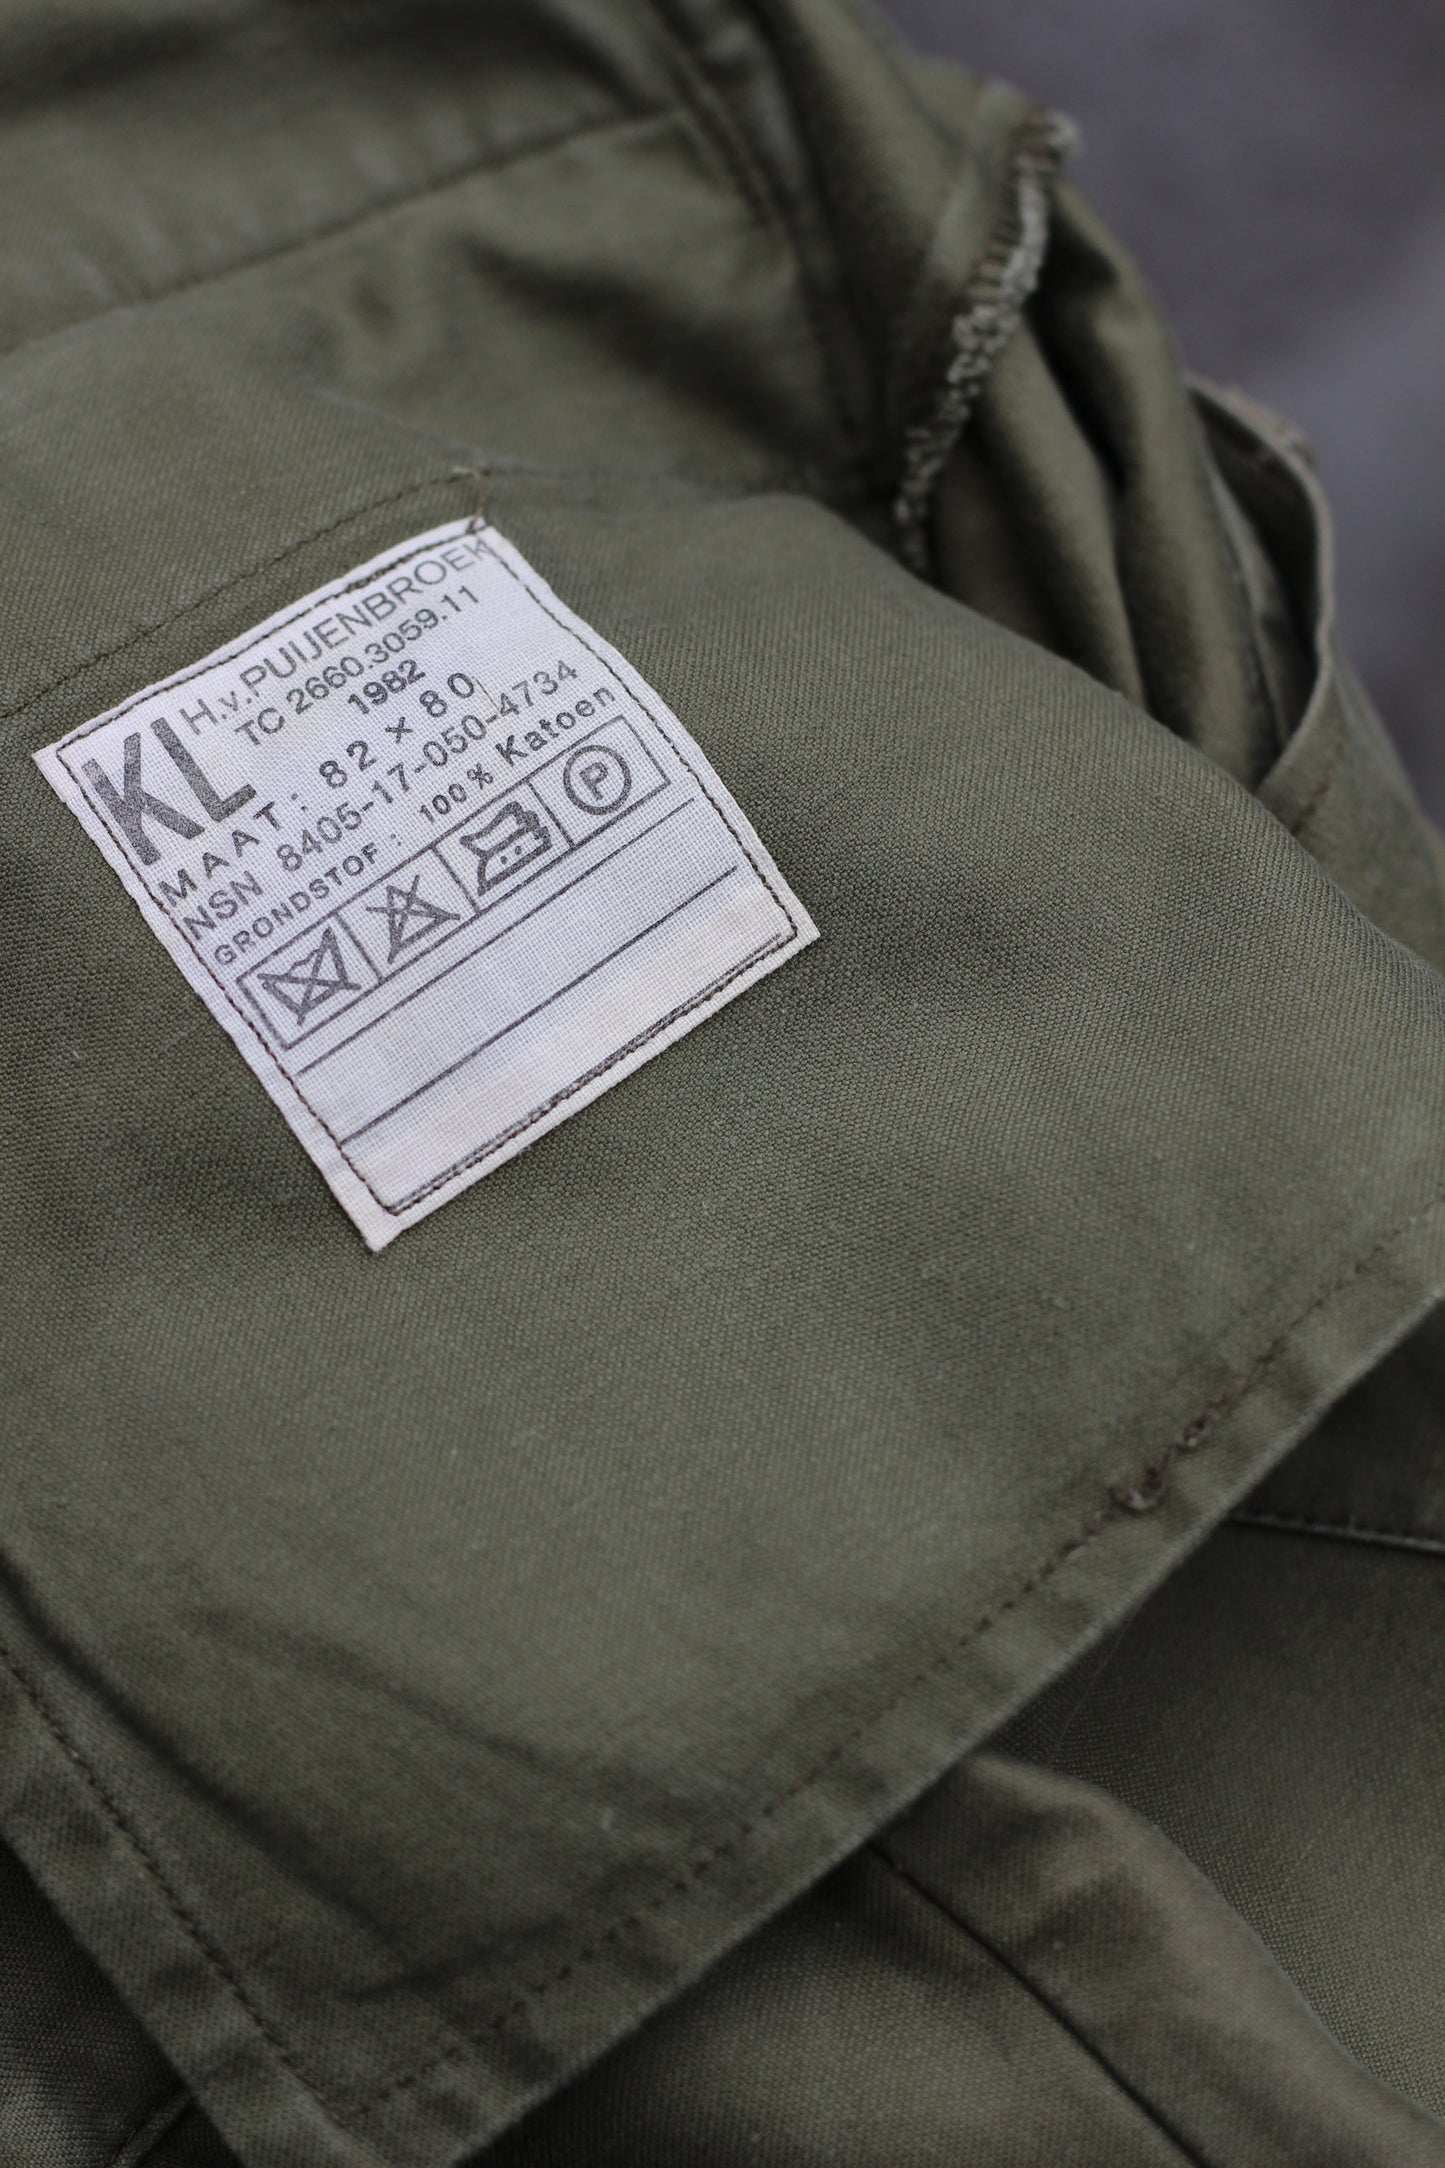 H.v.PUIJENBROEK
KL TC 2660.3059.11
1982
MAAT: 82 x 80
NSN 8405-17-050-4734
GRONDSTOF: 100% Katoen
P